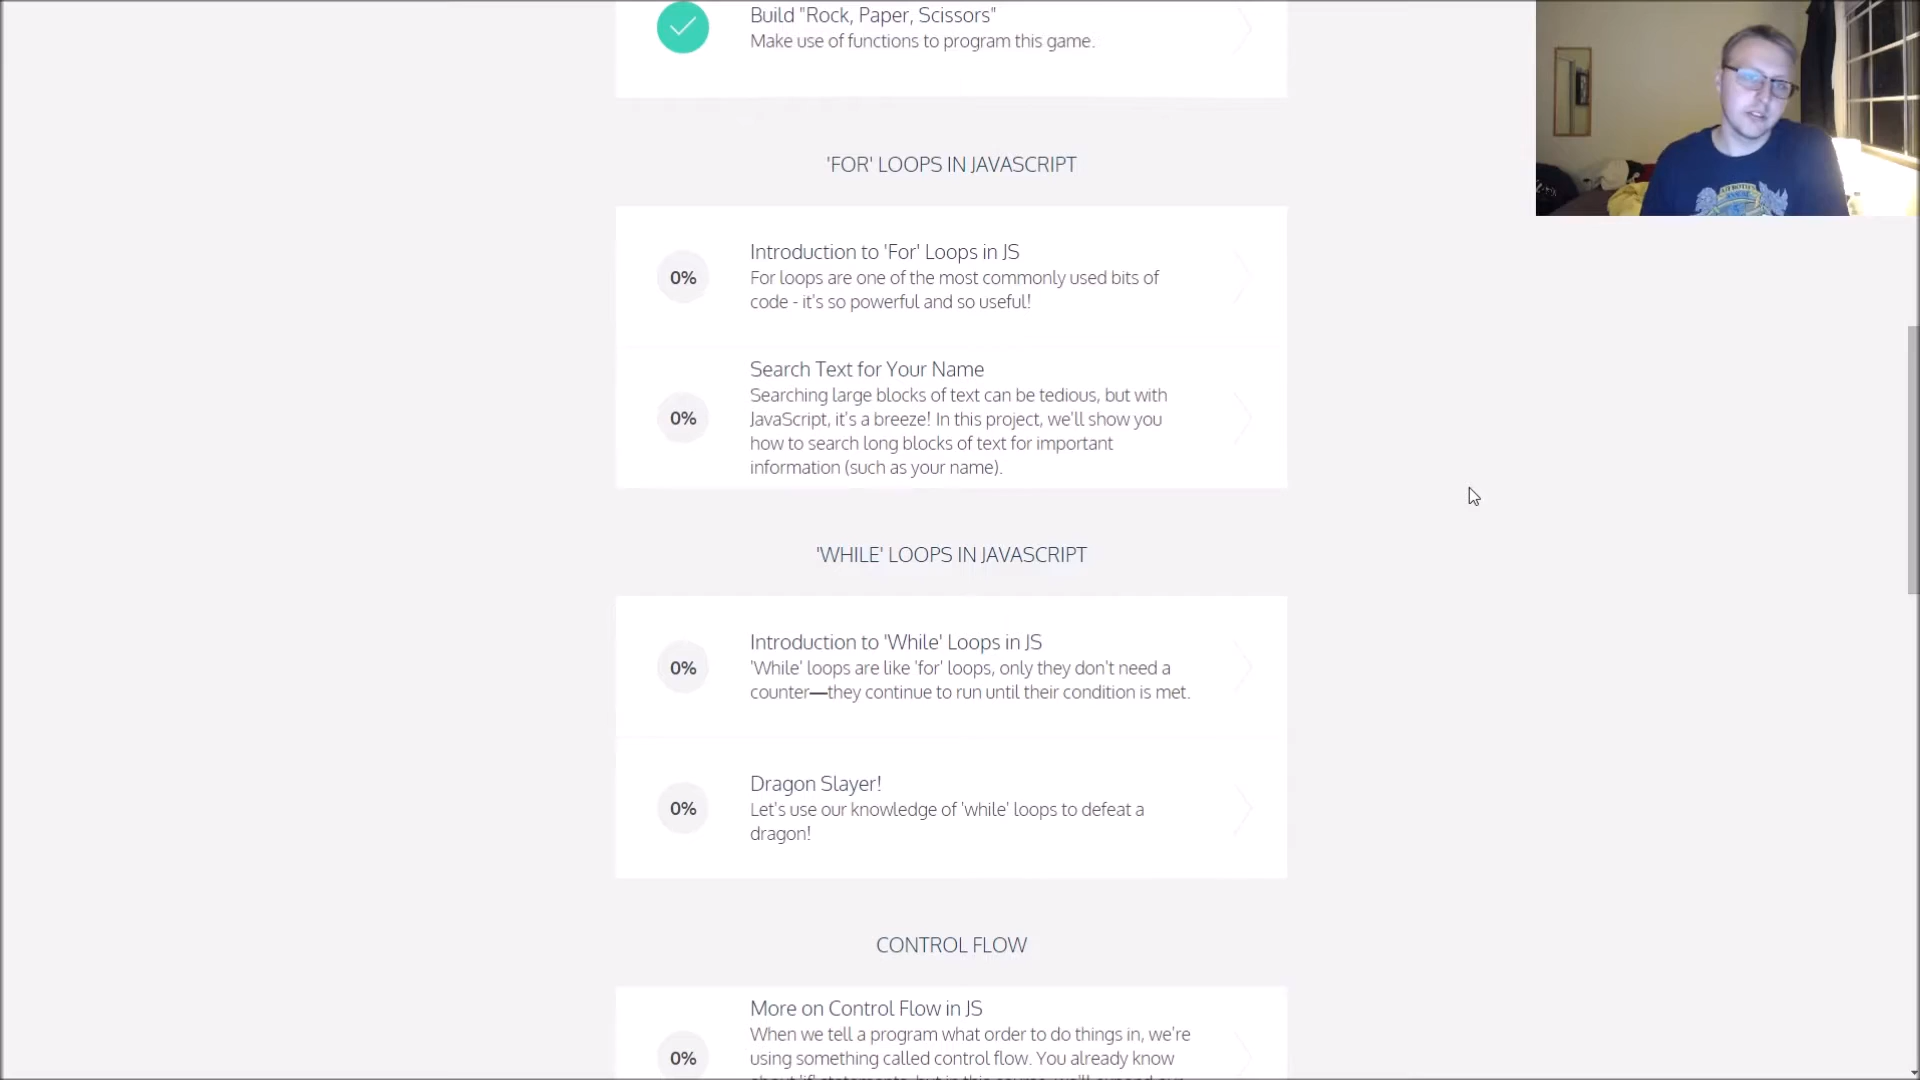 Build "Rock, Paper, Scissors"
Make use of functions to program this game.
'FOR' LOOPS IN JAVASCRIPT
0%
Introduction to 'For' Loops in JS
For loops are one of the most commonly used bits of
code - it's so powerful and so useful!
0%
Search Text for Your Name
Searching large blocks of text can be tedious, but with
JavaScript, it's a breeze! In this project, we'll show you
how to search long blocks of text for important
information (such as your name).
'WHILE' LOOPS IN JAVASCRIPT
0%
Introduction to 'While' Loops in JS
'While' loops are like 'for' loops, only they don't need a
counter—they continue to run until their condition is met.
0%
Dragon Slayer!
Let's use our knowledge of 'while' loops to defeat a
dragon!
CONTROL FLOW
0%
More on Control Flow in JS
When we tell a program what order to do things in, we're
using something called control flow. You already know